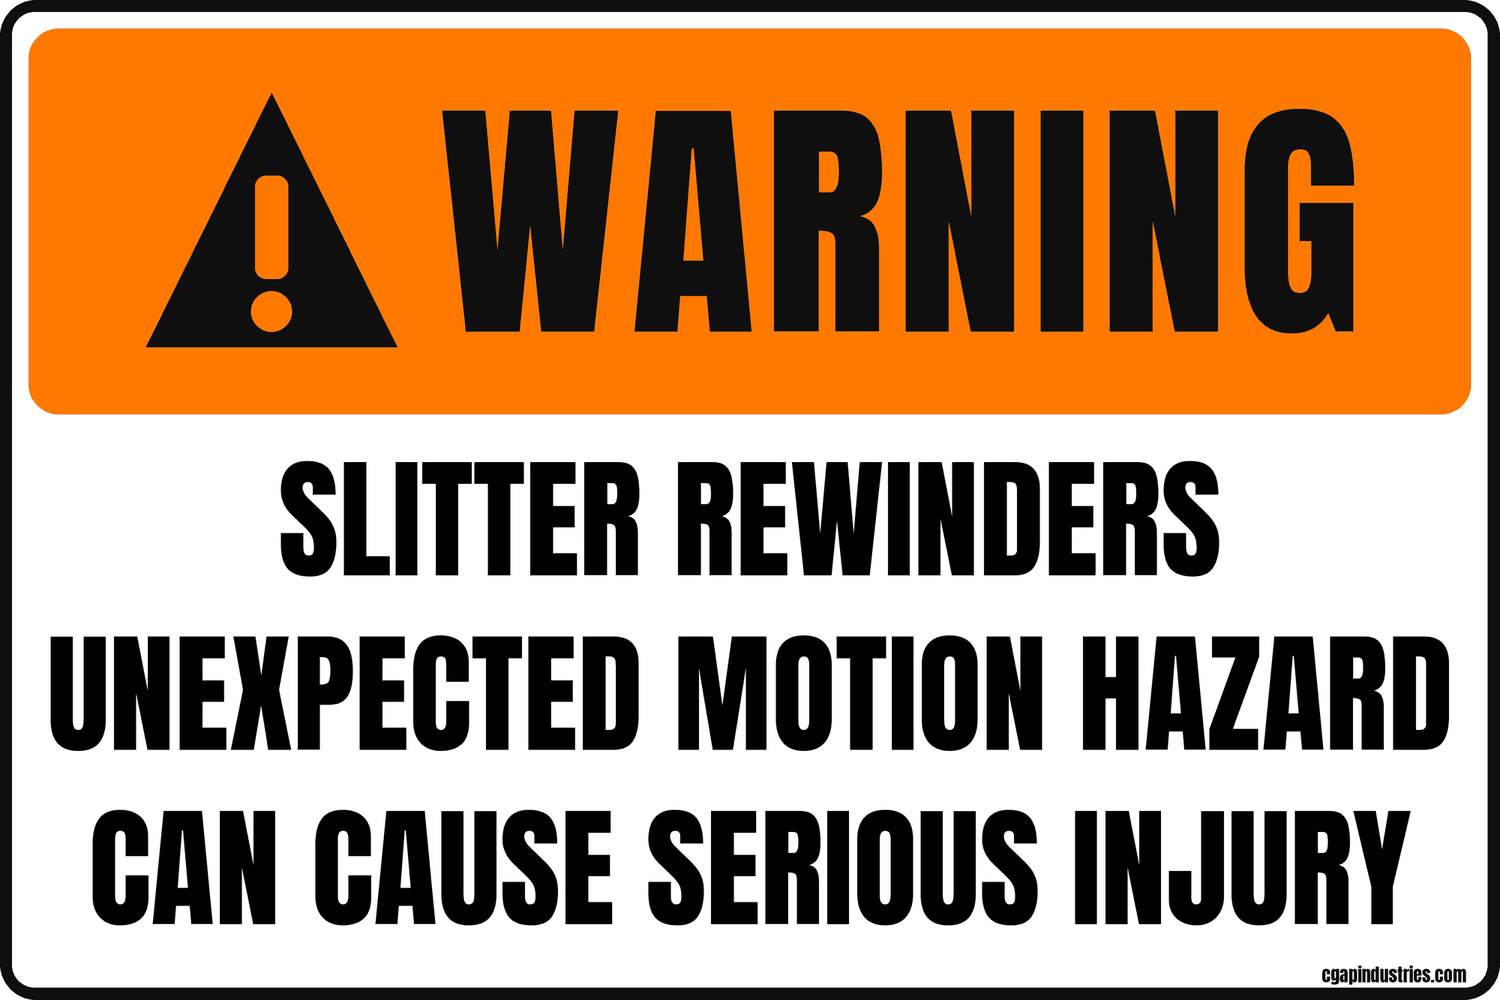 WARNING
SLITTER REWINDERS
UNEXPECTED MOTION HAZARD
CAN CAUSE SERIOUS INJURY
cgapindustries.com